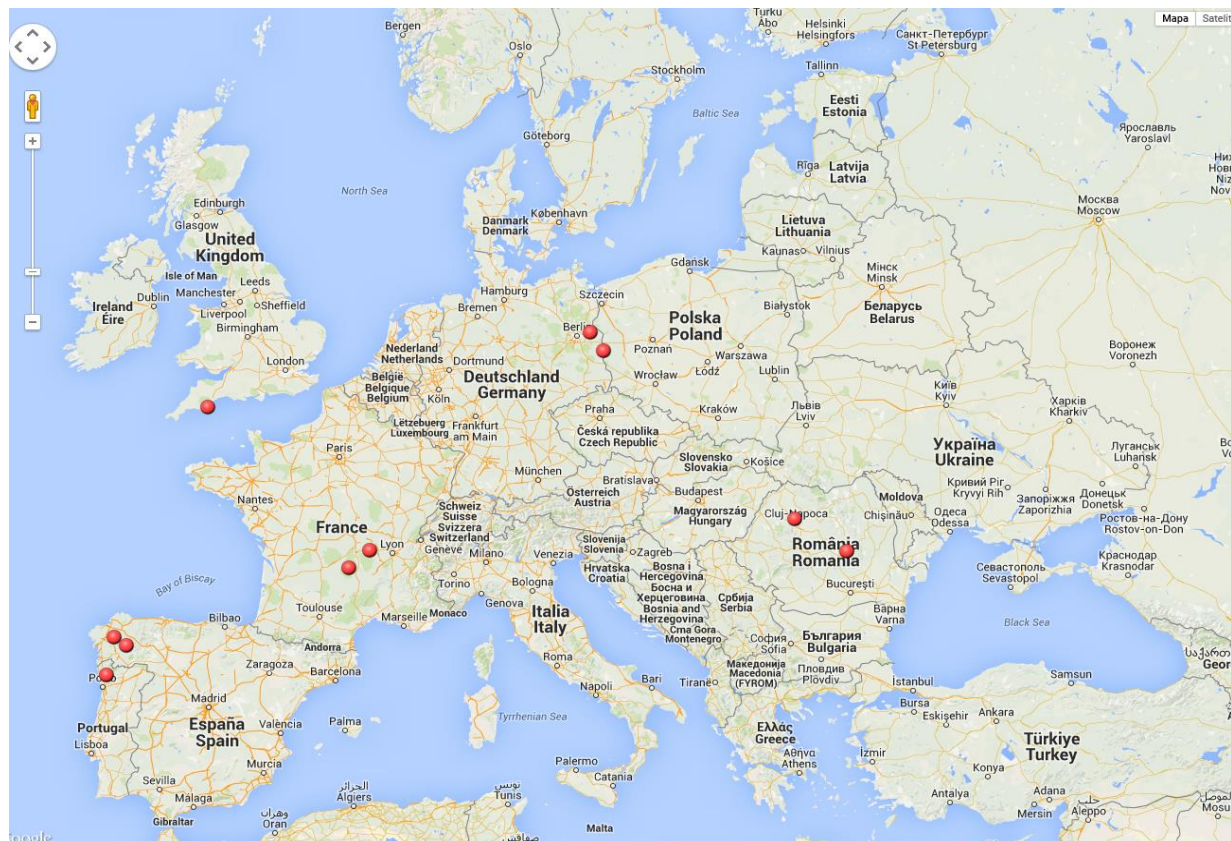 Mapa
Turku
Åbo
Helsinki
Helsingfors
Санкт-Петербург
St Petersburg
Bergen
Oslo
Stockholm
Tallinn
Eesti
Estonia
Baltic Sea
Ярославль
Yaroslavl
Göteborg
Latvija
Latvia
Rīga
North Sea
Edinburgh
Glasgow
United
Kingdom
København
Danmark
Denmark
Lietuva
Lithuania
Kaunas
Vilnius
Москва
Moscow
Isle of Man
Leeds
Manchester
Sheffield
Liverpool
Birmingham
Ireland
Éire
Dublin
Gdańsk
Мінск
Minsk
Hamburg
Bremen
Szczecin
Białystok
Беларусь
Belarus
Polska
Poland
Berlin
Poznań
Warszawa
Łódź
Lublin
Wrocław
Воронеж
Voronezh
London
Nederland
Netherlands
Dortmund
België
Belgique
Belgium
Köln
Deutschland
Germany
Lëtzebuerg
Luxembourg
Frankfurt
am Main
Praha
Česká republika
Czech Republic
Kraków
Львів
Lviv
Київ
Kyiv
Харків
Kharkiv
Україна
Ukraine
Луганськ
Luhansk
Paris
Slovensko
Slovakia
Košice
München
Bratislava
Österreich
Austria
Budapest
Magyarország
Hungary
Moldova
Chișinău
Кривий Ріг
Kryvyi Rih
Запоріжжя
Zaporizhia
Донецьк
Donetsk
Одеса
Odessa
Ростов-на-Дону
Rostov-on-Don
Nantes
France
Schweiz
Suisse
Svizzera
Switzerland
Lyon
Geneve
Milano
Venezia
Torino
Slovenija
Slovenia
Zagreb
Hrvatska
Croatia
Cluj-Napoca
România
Romania
București
Севастополь
Sevastopol
Краснодар
Krasnodar
Bay of Biscay
Bologna
Genova
Bosna i
Hercegovina
Босна и
Херцеговина
Bosnia and
Herzegovina
Србија
Serbia
Toulouse
Marseille
Monaco
Bilbao
Andorra
Italia
Italy
Crna Gora
Montenegro
София
Sofia
Варна
Varna
България
Bulgaria
Black Sea
Zaragoza
Barcelona
Roma
Македонија
Macedonia
(FYROM)
Пловдив
Plovdiv
Porto
Madrid
España
Spain
Portugal
Lisboa
València
Palma
Napoli
Bari
Tiranë
İstanbul
Bursa
Samsun
Ankara
Eskişehir
Tyrrhenian Sea
Ελλάς
Greece
Αθήνα
Athens
İzmir
Türkiye
Turkey
Konya
Murcia
Sevilla
Málaga
Gibraltar
Palermo
Catania
Antalya
Adana
Mersin
حلب
Aleppo
الجزائر
Algiers
تونس
Tunis
وهران
Oran
Malta